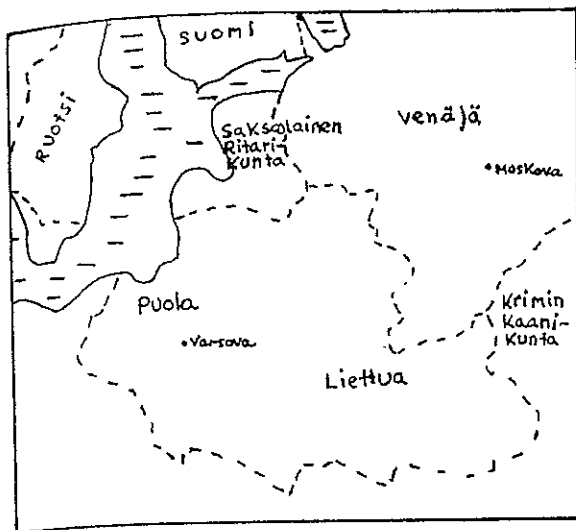 SUOMI
RUOTSI
Saksalainen
Ritari-
Kunta
Venäjä
Moskova
Puola
Varsova
Krimin
Kaani-
Kunta
Liettua